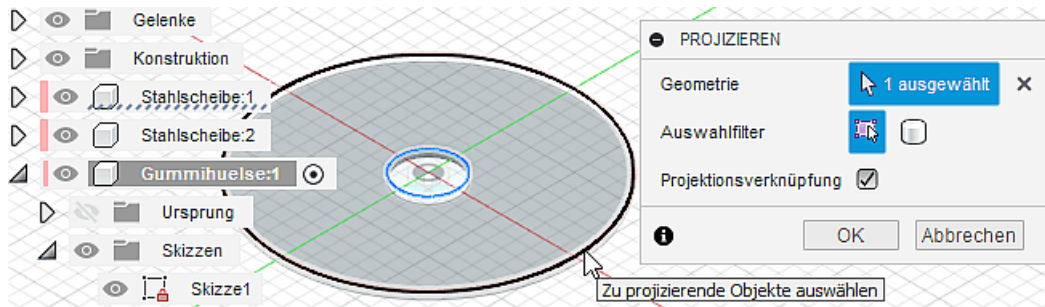 Gelenke
Konstruktion
Stahlscheibe:1
Stahlscheibe:2
Gummihuelse:1
Ursprung
Skizzen
Skizze1
PROJIZIEREN
Geometrie
1 ausgewählt
Auswahlfilter
Projektionsverknüpfung
OK
Abbrechen
Zu projizierende Objekte auswählen